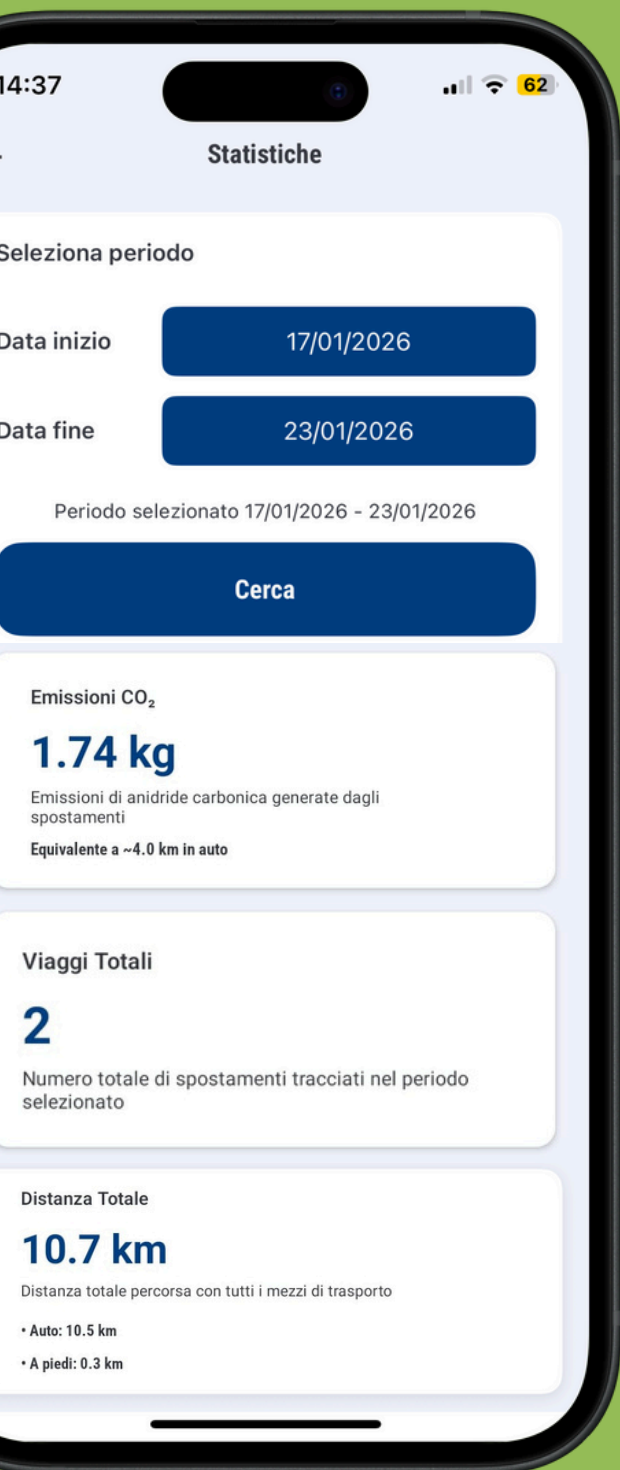 14:37
62
Statistiche
Seleziona periodo
Data inizio
17/01/2026
Data fine
23/01/2026
Periodo selezionato 17/01/2026 - 23/01/2026
Cerca
Emissioni CO₂
1.74 kg
Emissioni di anidride carbonica generate dagli
spostamenti
Equivalente a ~4.0 km in auto
Viaggi Totali
2
Numero totale di spostamenti tracciati nel periodo
selezionato
Distanza Totale
10.7 km
Distanza totale percorsa con tutti i mezzi di trasporto
• Auto: 10.5 km
• A piedi: 0.3 km